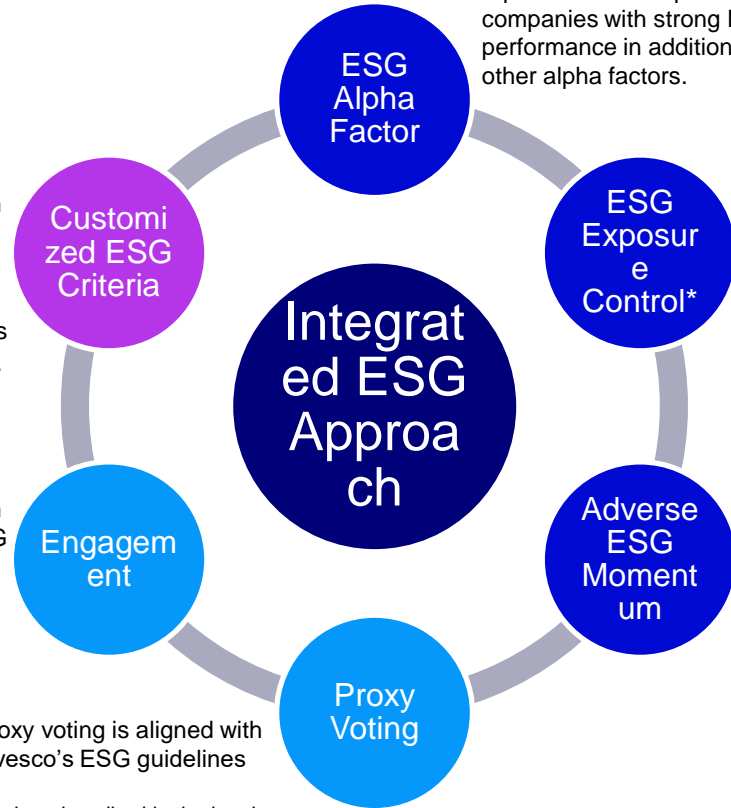 companies with strong
performance in addition
other alpha factors.
ESG
Alpha
Factor
Customi
zed ESG
Criteria
ESG
Exposur
e
Control*
Integrat
ed ESG
Approa
ch
Engagem
ent
Adverse
ESG
Moment
um
Proxy
Voting
voting is aligned with
ESG guidelines